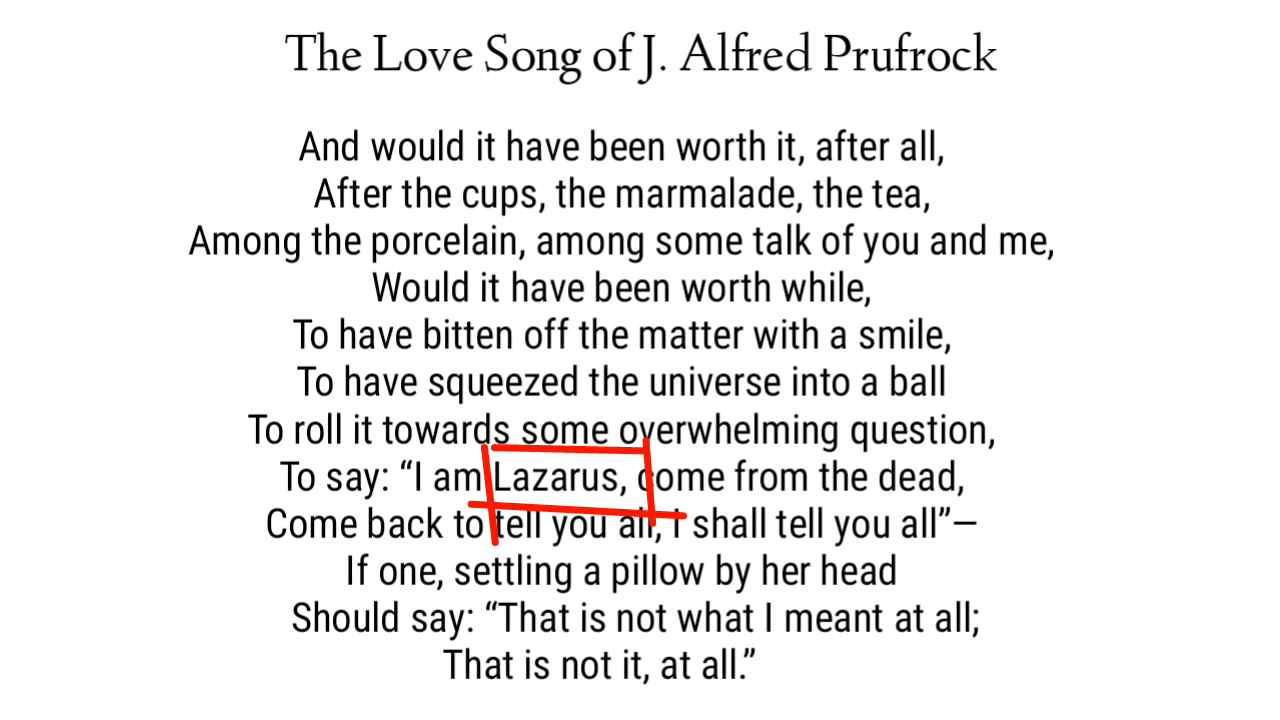 The Love Song of J. Alfred Prufrock
And would it have been worth it, after all,
After the cups, the marmalade, the tea,
Among the porcelain, among some talk of you and me,
Would it have been worth while,
To have bitten off the matter with a smile,
To have squeezed the universe into a ball
To roll it towards some overwhelming question,
To say: “I am Lazarus, come from the dead,
Come back to tell you all, I shall tell you all”—
If one, settling a pillow by her head
Should say: “That is not what I meant at all;
That is not it, at all.”